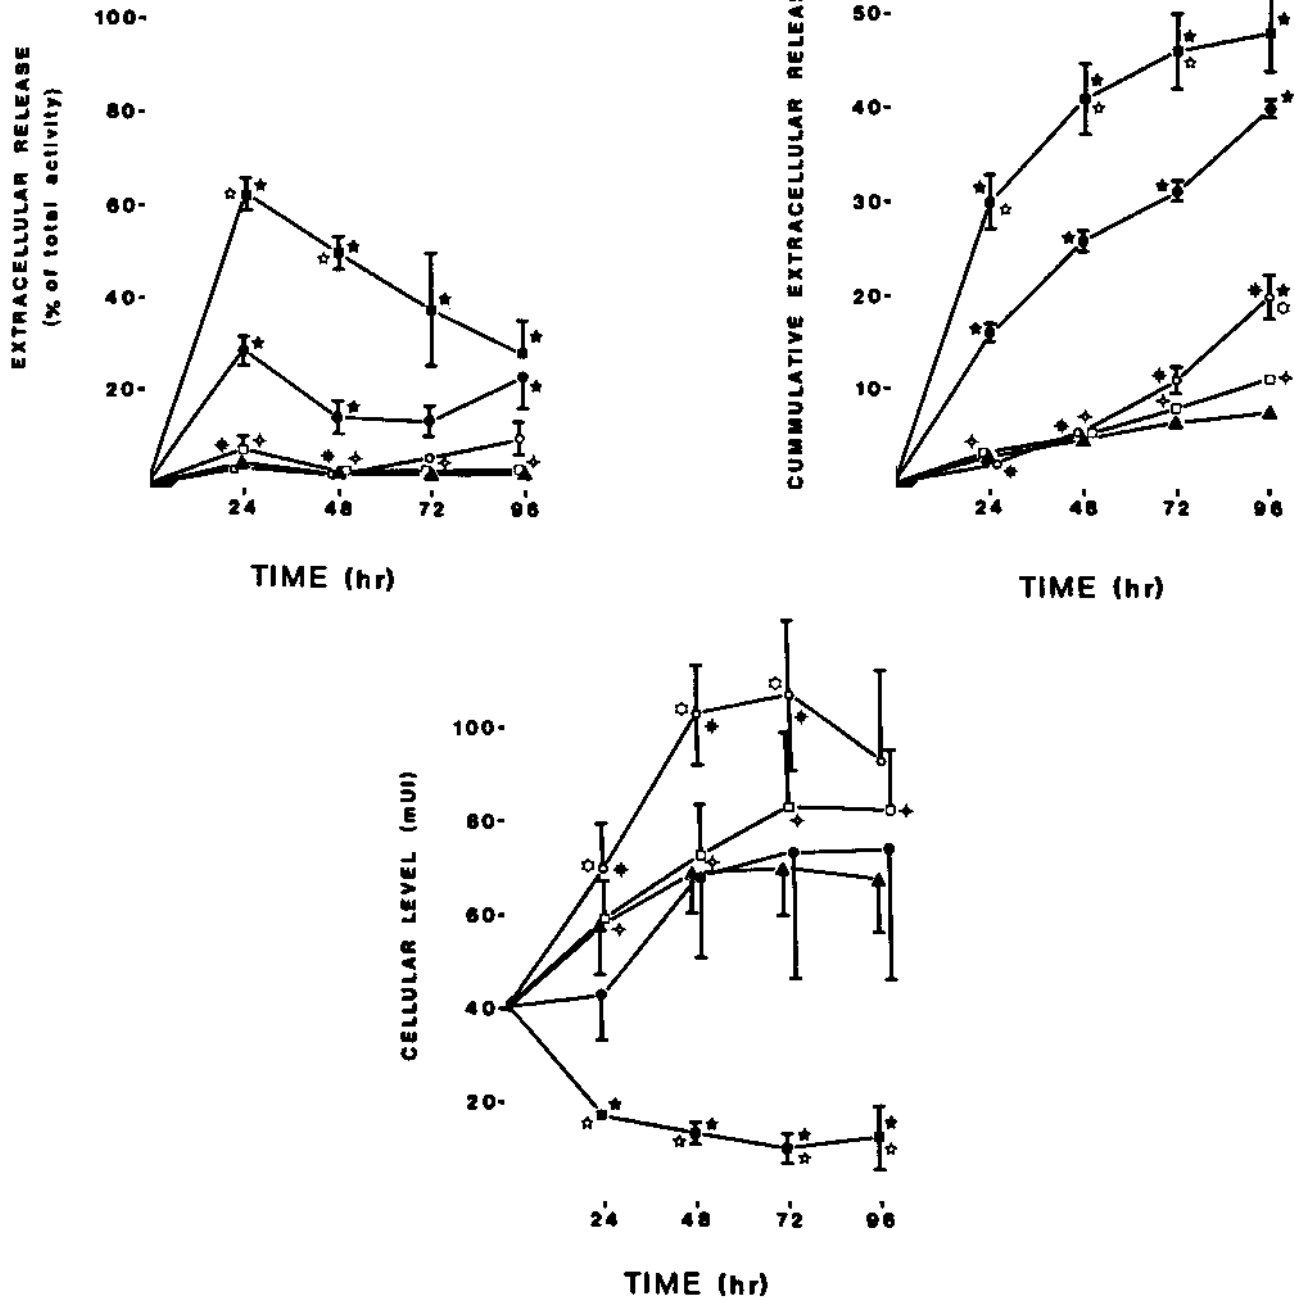 EXTRACELLULAR RELEASE
(% of total activity)
100-
80-
60-
40-
20-
24 48 72 96
TIME (hr)
CUMMULATIVE EXTRACELLULAR RELEAS
50-
40-
30-
20-
10-
24 48 72 96
TIME (hr)
CELLULAR LEVEL (mUI)
100-
80-
60-
40-
20-
24 48 72 96
TIME (hr)